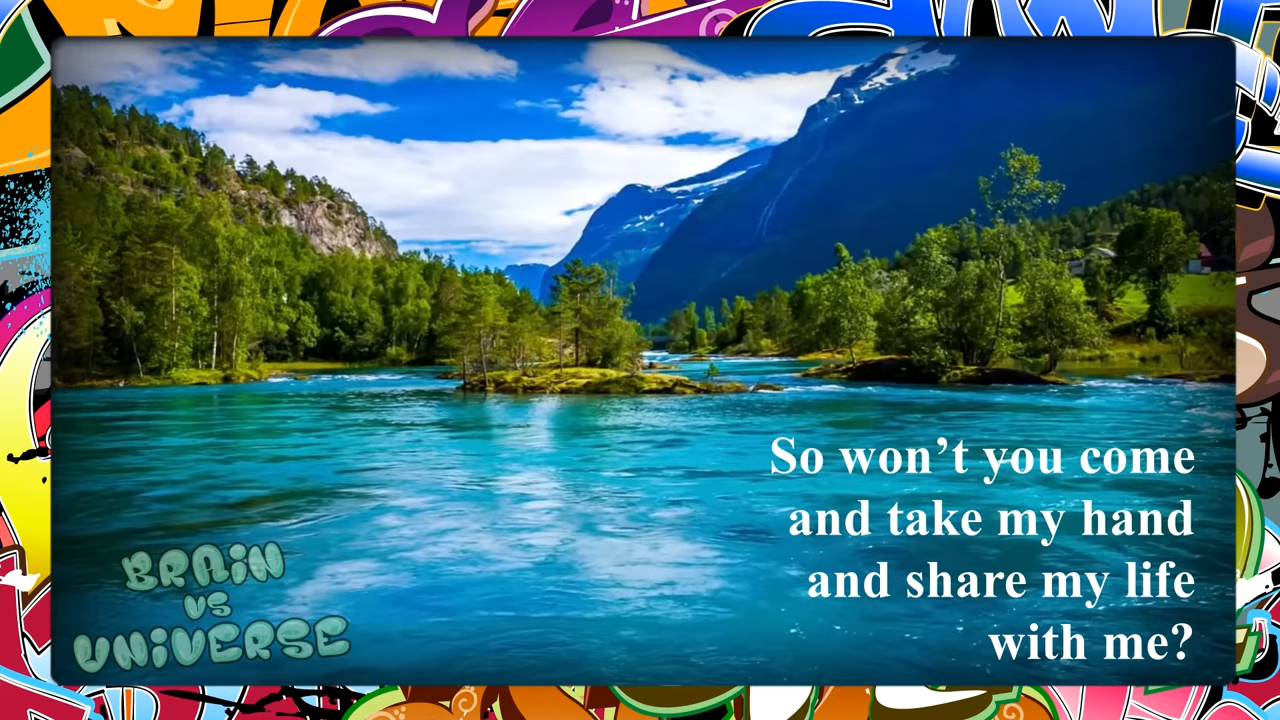 So won’t you come
and take my hand
and share my life
with me?
BRAIN
VS
UNIVERSE